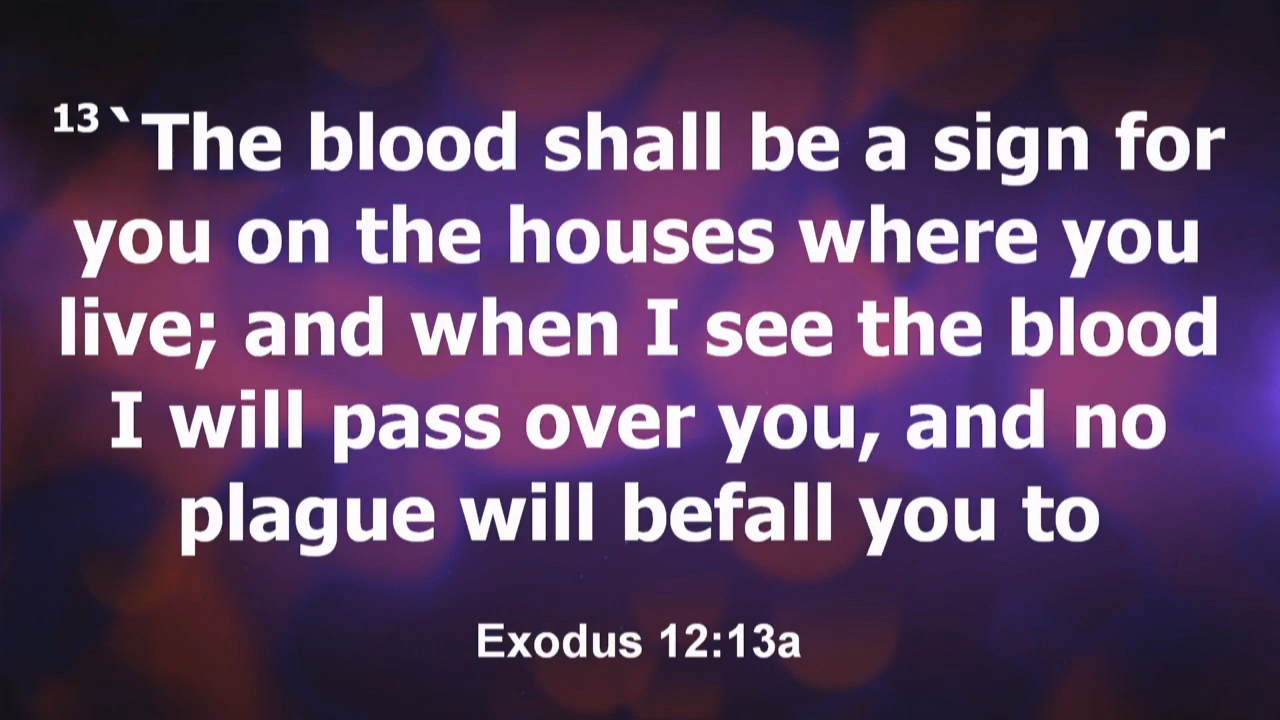 13`The blood shall be a sign for
you on the houses where you
live; and when I see the blood
I will pass over you, and no
plague will befall you to
Exodus 12:13a